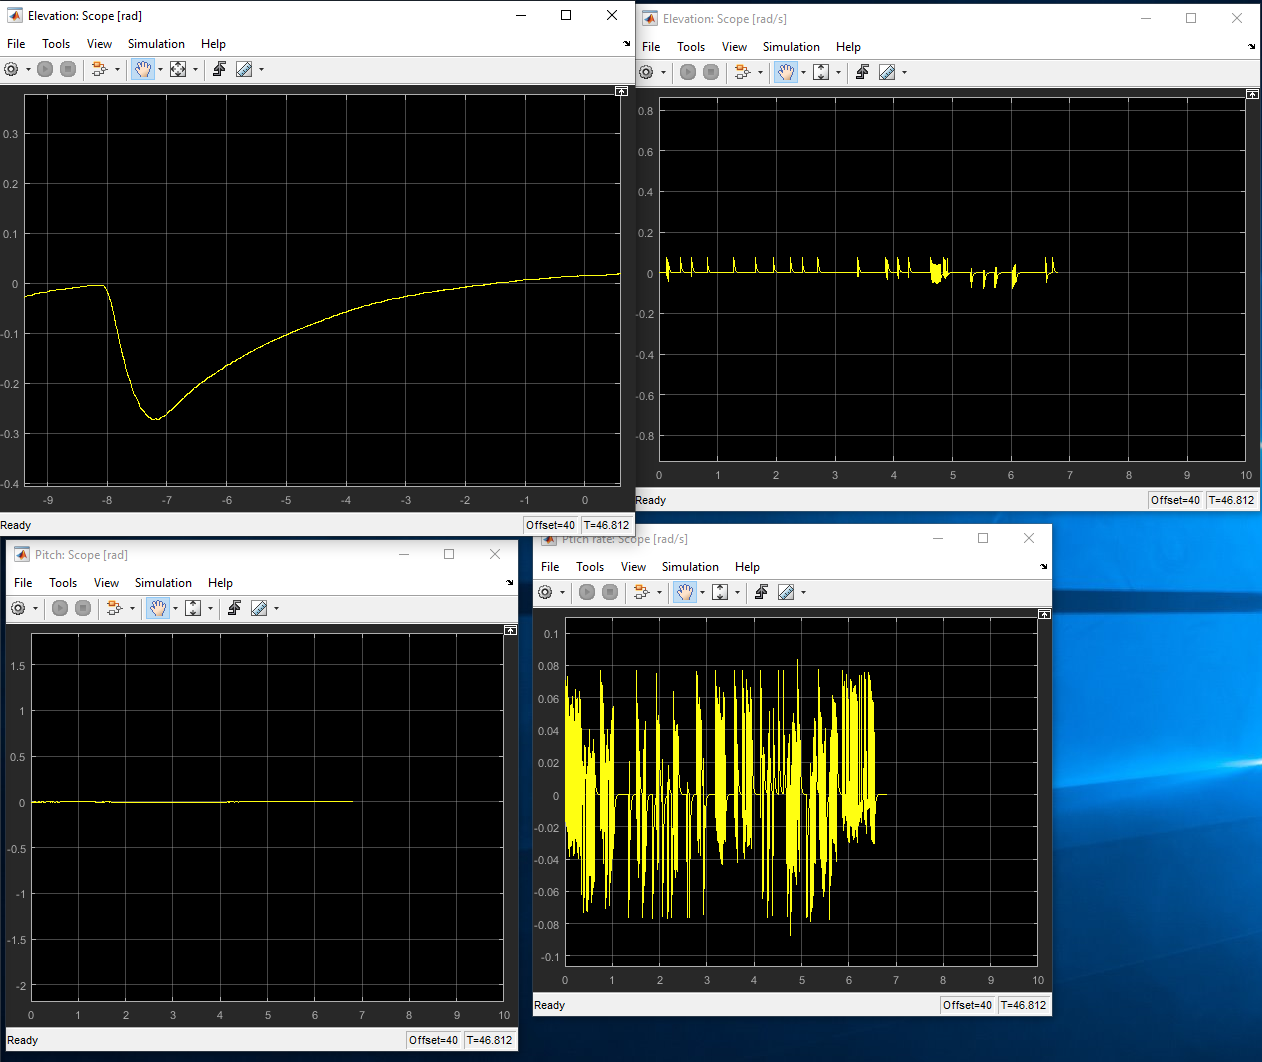 Elevation: Scope [rad]
File Tools View Simulation Help
0.3
0.2
0.1
0
-0.1
-0.2
-0.3
-0.4
-9 -8 -7 -6 -5 -4 -3 -2 -1 0
Ready Offset=40 T=46.812
Elevation: Scope [rad/s]
File Tools View Simulation Help
0.8
0.6
0.4
0.2
0
-0.2
-0.4
-0.6
-0.8
0 1 2 3 4 5 6 7 8 9 10
Ready Offset=40 T=46.812
Pitch: Scope [rad]
File Tools View Simulation Help
1.5
1
0.5
0
-0.5
-1
-1.5
-2
0 1 2 3 4 5 6 7 8 9 10
Ready Offset=40 T=46.812
Ptich rate: Scope [rad/s]
File Tools View Simulation Help
0.1
0.08
0.06
0.04
0.02
0
-0.02
-0.04
-0.06
-0.08
-0.1
0 1 2 3 4 5 6 7 8 9 10
Ready Offset=40 T=46.812